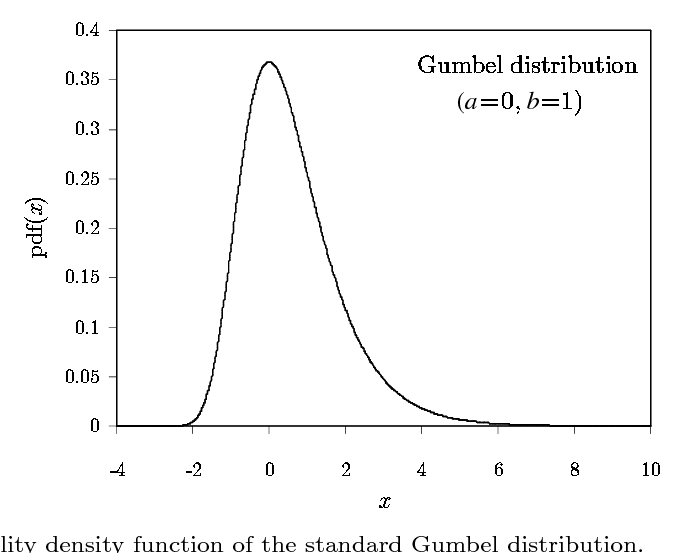 0.4
Gumbel distribution
(a=0, b=1)
0.35
0.3
0.25
0.2
0.15
0.1
0.05
0
pdf(x)
-4 -2 0 2 4 6 8 10
x
lity density function of the standard Gumbel distribution.